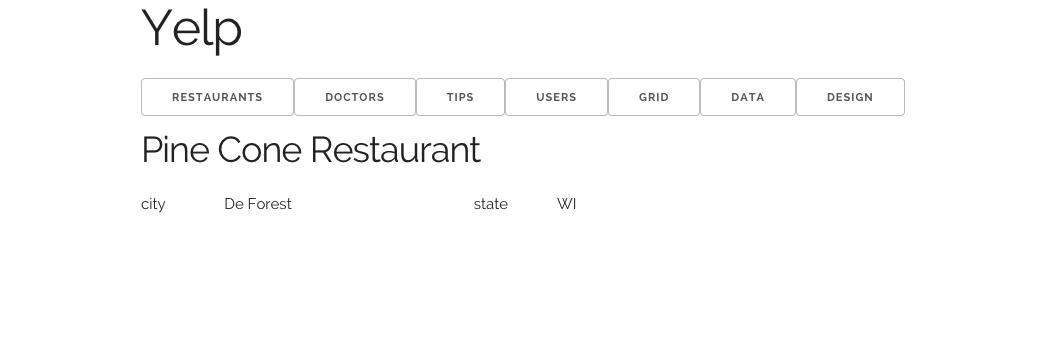 Yelp
RESTAURANTS DOCTORS TIPS USERS GRID DATA DESIGN
Pine Cone Restaurant
city De Forest state WI